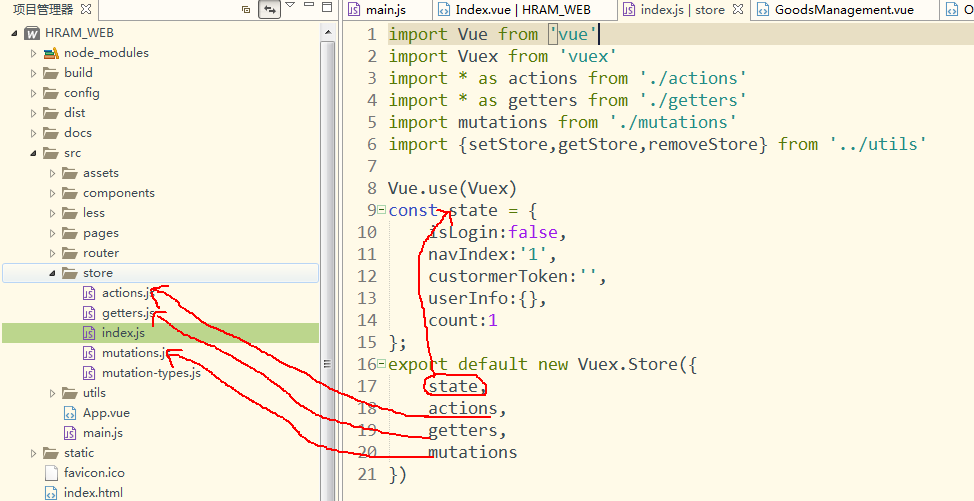 项目管理器
HRAM_WEB
node_modules
build
config
dist
docs
src
assets
components
less
pages
router
store
actions.js
getters.js
index.js
mutations.j
mutation-types.js
utils
App.vue
main.js
static
favicon.ico
index.html
main.js
Index.vue | HRAM_WEB
index.js | store
GoodsManagement.vue
1 import Vue from 'vue'
2 import Vuex from 'vuex'
3 import * as actions from './actions'
4 import * as getters from './getters'
5 import mutations from './mutations'
6 import {setStore,getStore,removeStore} from '../utils'
7
8 Vue.use(Vuex)
9 const state = {
10 isLogin:false,
11 navIndex:'1',
12 custormerToken:'',
13 userInfo:{},
14 count:1
15 };
16 export default new Vuex.Store({
17 state,
18 actions,
19 getters,
20 mutations
21 })